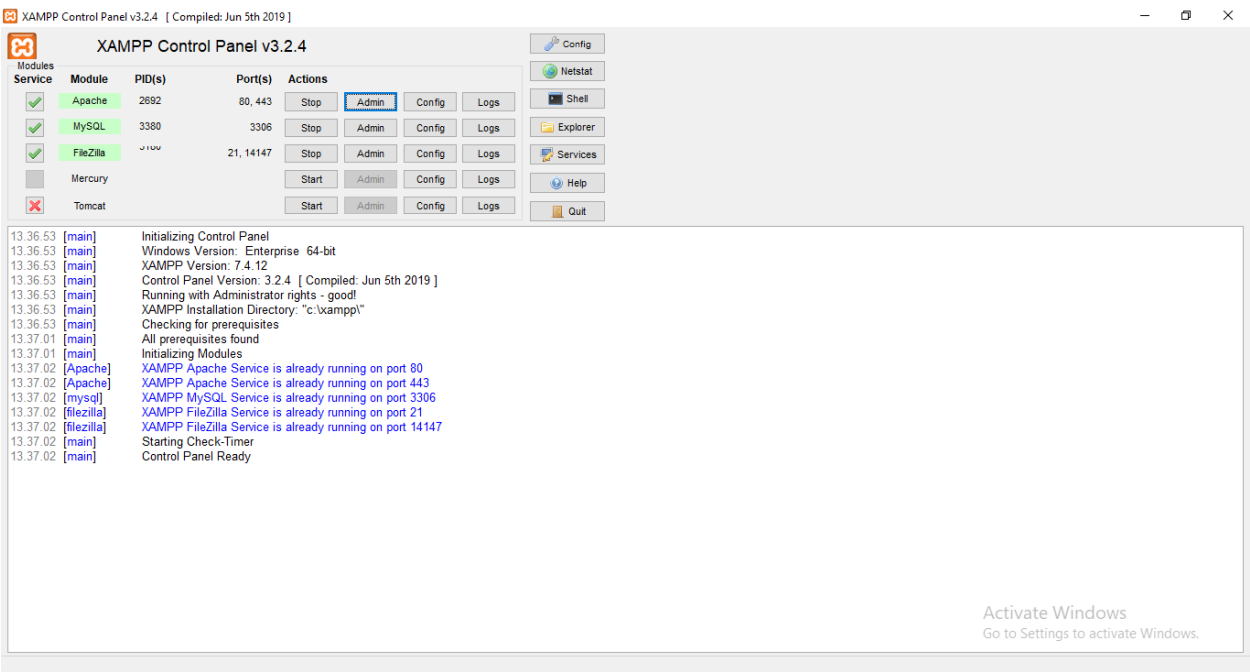 XAMPP Control Panel v3.2.4 [ Compiled: Jun 5th 2019 ]
XAMPP Control Panel v3.2.4
Config
Modules
Service Module PID(s) Port(s) Actions
Netstat
Apache 2692 80, 443 Stop Admin Config Logs
Shell
MySQL 3380 3306 Stop Admin Config Logs
Explorer
FileZilla 21, 14147 Stop Admin Config Logs
Services
Mercury Start Admin Config Logs
Help
Tomcat Start Admin Config Logs
Quit
13.36.53 [main] Initializing Control Panel
13.36.53 [main] Windows Version: Enterprise 64-bit
13.36.53 [main] XAMPP Version: 7.4.12
13.36.53 [main] Control Panel Version: 3.2.4 [ Compiled: Jun 5th 2019 ]
13.36.53 [main] Running with Administrator rights - good!
13.36.53 [main] XAMPP Installation Directory: "c:\xampp\"
13.36.53 [main] Checking for prerequisites
13.37.01 [main] All prerequisites found
13.37.01 [main] Initializing Modules
13.37.02 [Apache] XAMPP Apache Service is already running on port 80
13.37.02 [Apache] XAMPP Apache Service is already running on port 443
13.37.02 [mysql] XAMPP MySQL Service is already running on port 3306
13.37.02 [filezilla] XAMPP FileZilla Service is already running on port 21
13.37.02 [filezilla] XAMPP FileZilla Service is already running on port 14147
13.37.02 [main] Starting Check-Timer
13.37.02 [main] Control Panel Ready
Activate Windows
Go to Settings to activate Windows.